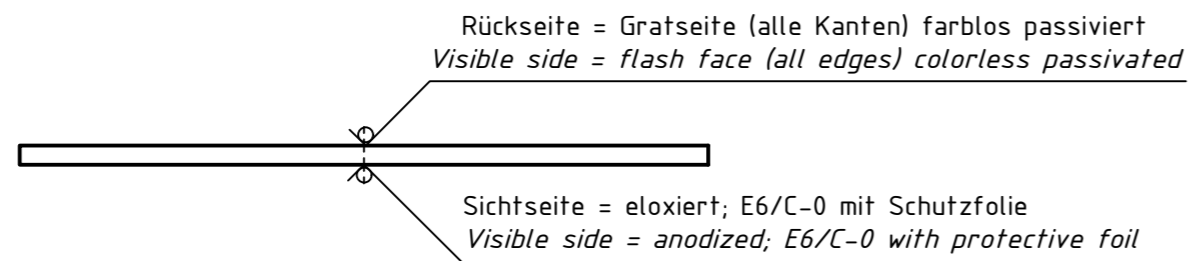 Rückseite = Gratseite (alle Kanten) farblos passiviert
Visible side = flash face (all edges) colorless passivated
Sichtseite = eloxiert; E6/C-0 mit Schutzfolie
Visible side = anodized; E6/C-0 with protective foil